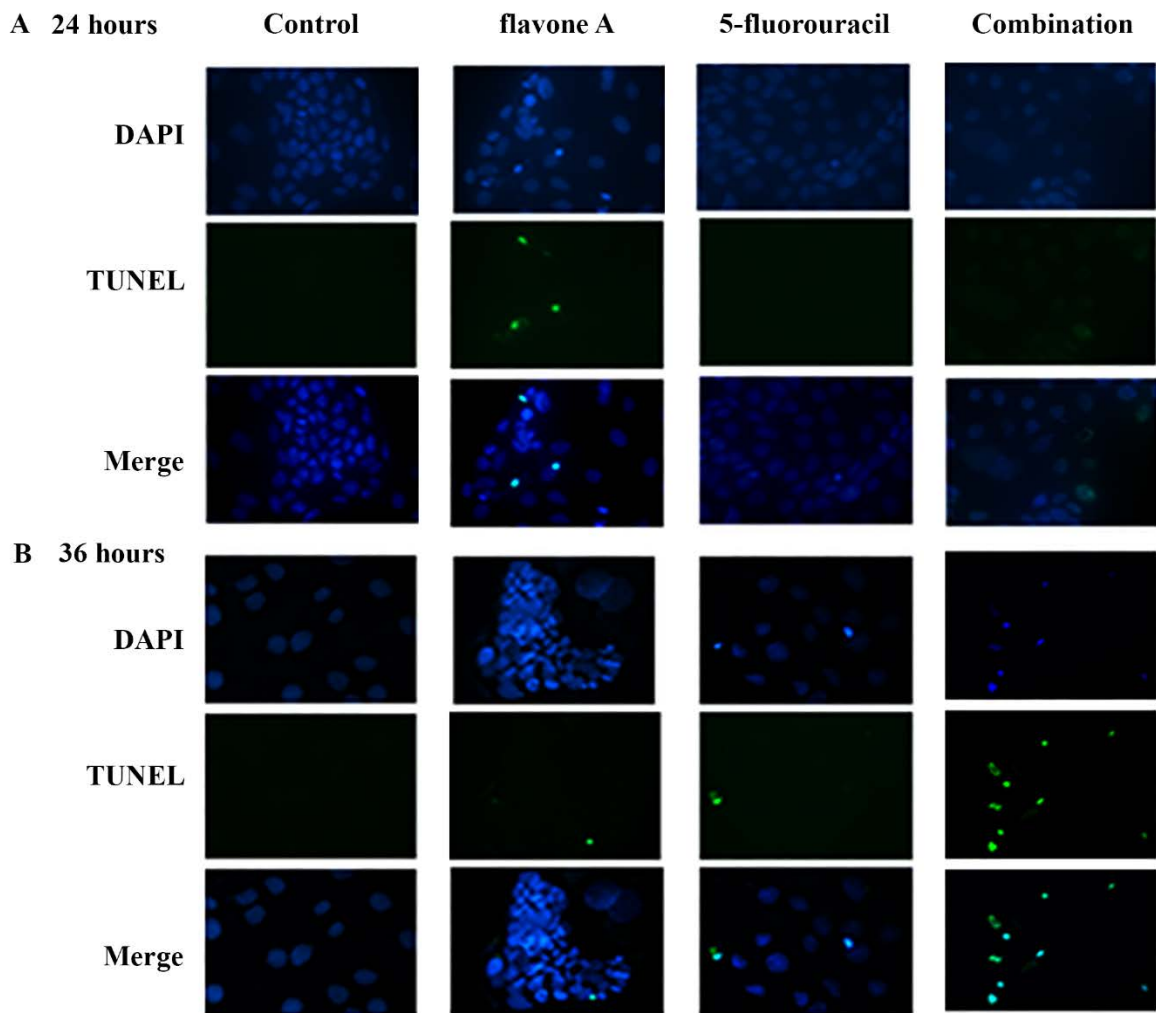 A 24 hours Control flavone A 5-fluorouracil Combination
DAPI
TUNEL
Merge
B 36 hours
DAPI
TUNEL
Merge